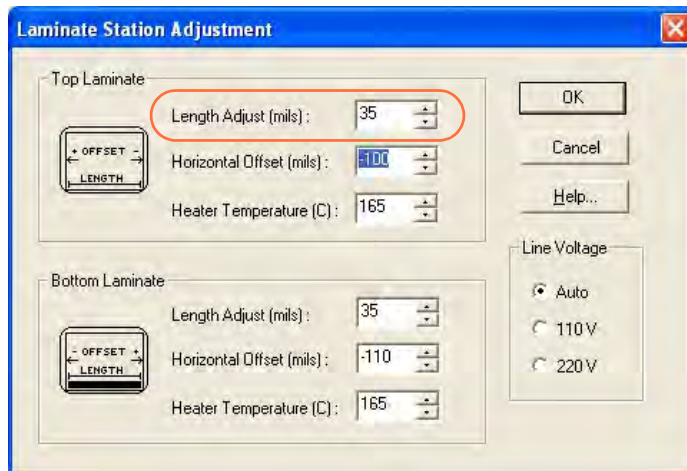 Laminate Station Adjustment
Top Laminate
+ OFFSET -
LENGTH
Length Adjust (mils) : 35
Horizontal Offset (mils) : -100
Heater Temperature (C) : 165
OK
Cancel
Help...
Line Voltage
Auto
110 V
220 V
Bottom Laminate
- OFFSET +
LENGTH
Length Adjust (mils) : 35
Horizontal Offset (mils) : -110
Heater Temperature (C) : 165